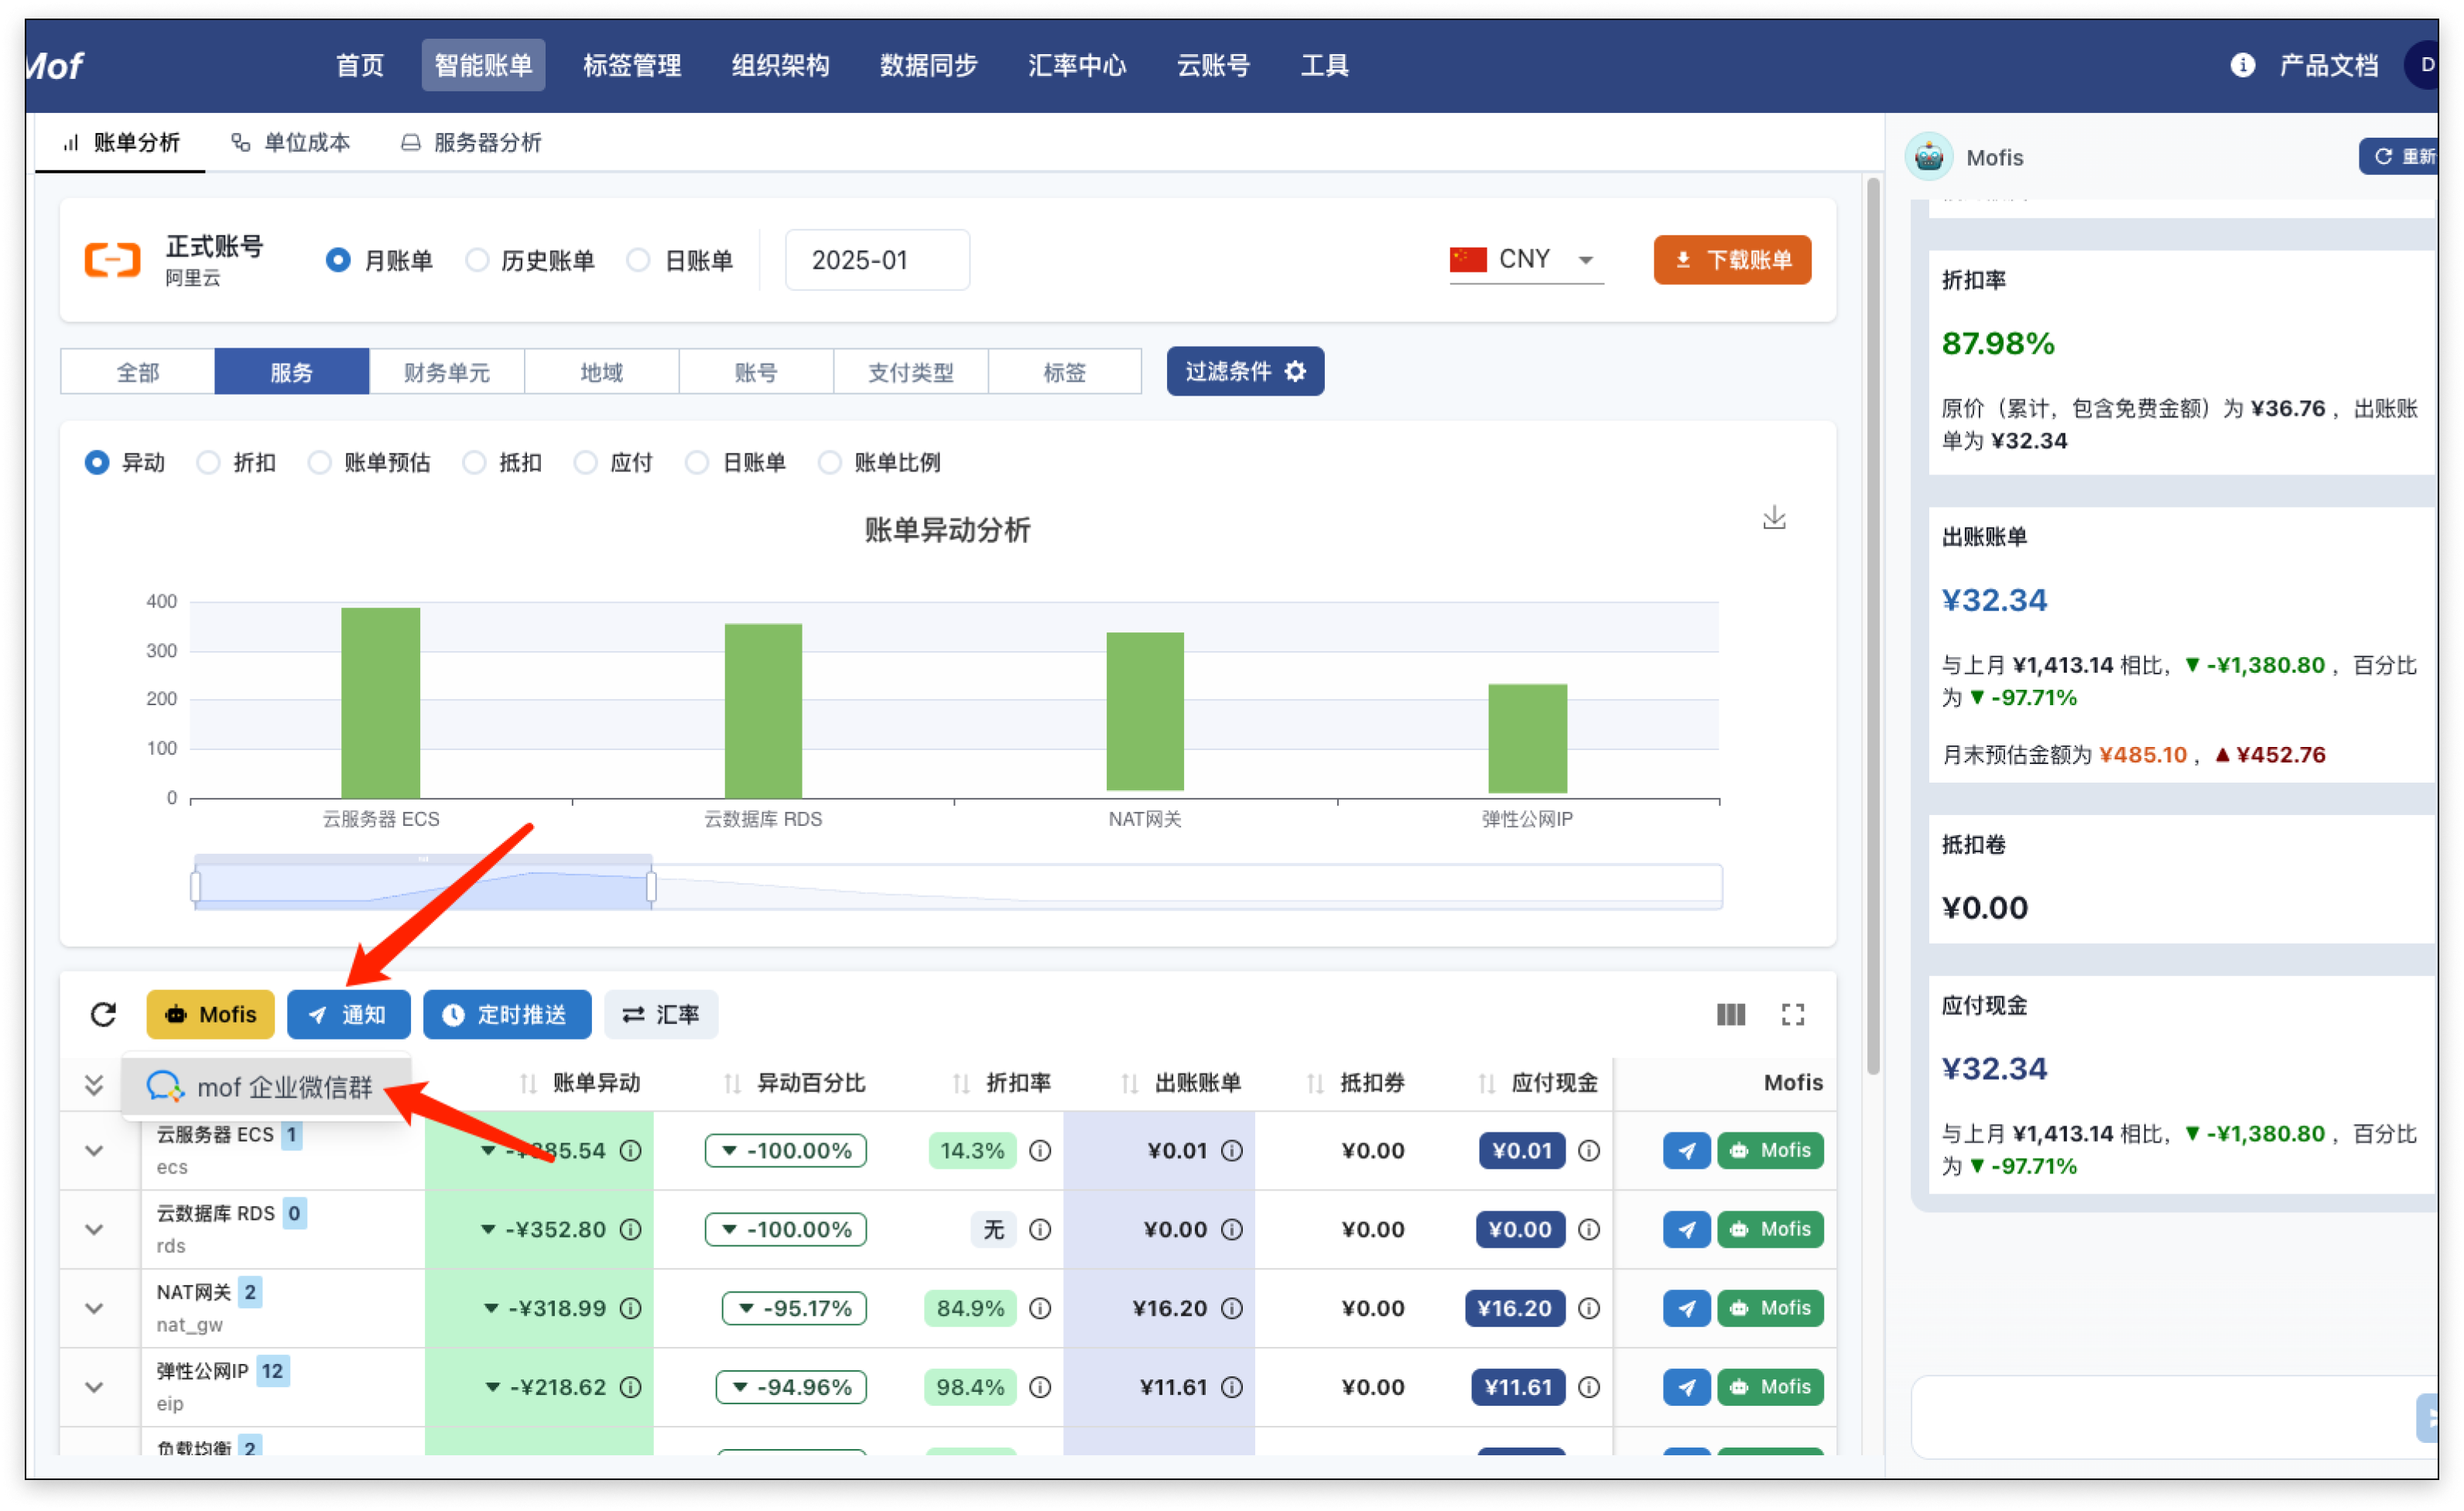 Mof
首页 智能账单 标签管理 组织架构 数据同步 汇率中心 云账号 工具
产品文档 D
账单分析 单位成本 服务器分析
正式账号
阿里云
月账单 历史账单 日账单 2025-01 CNY 下载账单
全部 服务 财务单元 地域 账号 支付类型 标签 过滤条件
异动 折扣 账单预估 抵扣 应付 日账单 账单比例
账单异动分析
400
300
200
100
0
云服务器 ECS 云数据库 RDS NAT网关 弹性公网IP
Mofis 通知 定时推送 汇率
mof 企业微信群
账单异动 异动百分比 折扣率 出账账单 抵扣券 应付现金 Mofis
云服务器 ECS 1
ecs
85.54 -100.00% 14.3% ¥0.01 ¥0.00 ¥0.01 Mofis
云数据库 RDS 0
rds
-¥352.80 -100.00% 无 ¥0.00 ¥0.00 ¥0.00 Mofis
NAT网关 2
nat_gw
-¥318.99 -95.17% 84.9% ¥16.20 ¥0.00 ¥16.20 Mofis
弹性公网IP 12
eip
-¥218.62 -94.96% 98.4% ¥11.61 ¥0.00 ¥11.61 Mofis
负载均衡 2
Mofis
重新
折扣率
87.98%
原价（累计，包含免费金额）为 ¥36.76 ，出账账
单为 ¥32.34
出账账单
¥32.34
与上月 ¥1,413.14 相比，▼ -¥1,380.80 ，百分比
为 ▼ -97.71%
月末预估金额为 ¥485.10 ，▲ ¥452.76
抵扣卷
¥0.00
应付现金
¥32.34
与上月 ¥1,413.14 相比，▼ -¥1,380.80 ，百分比
为 ▼ -97.71%